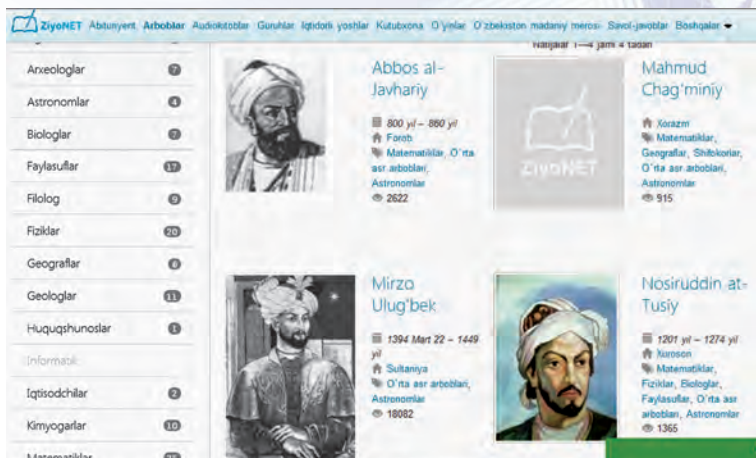 ZiyoNET Abituriyent Arboblar Audiokitoblar Guruhlar Iqtidorli yoshlar Kutubxona O'yinlar O'zbekiston madaniy merosi Savol-javoblar Boshqalar
Natijalar 1—4 jami 4 tadan
Arxeologlar 7
Astronomlar 4
Biologlar 7
Faylasuflar 17
Filolog 9
Fiziklar 20
Geograflar 6
Geologlar 11
Huquqshunoslar 1
Informatik
Iqtisodchilar 2
Kimyogarlar 10
Matematiklar
Abbos al-
Javhariy
800 yil – 860 yil
Forob
Matematiklar, O`rta
asr arboblari,
Astronomlar
2622
ZiyoNET
Mahmud
Chag'miniy
Xorazm
Matematiklar,
Geograflar, Shifokorlar,
O`rta asr arboblari,
Astronomlar
915
Mirzo
Ulug'bek
1394 Mart 22 – 1449
yil
Sultaniya
O`rta asr arboblari,
Astronomlar
18082
Nosiruddin at-
Tusiy
1201 yil – 1274 yil
Xuroson
Matematiklar,
Fiziklar, Biologlar,
Faylasuflar, O`rta asr
arboblari, Astronomlar
1365